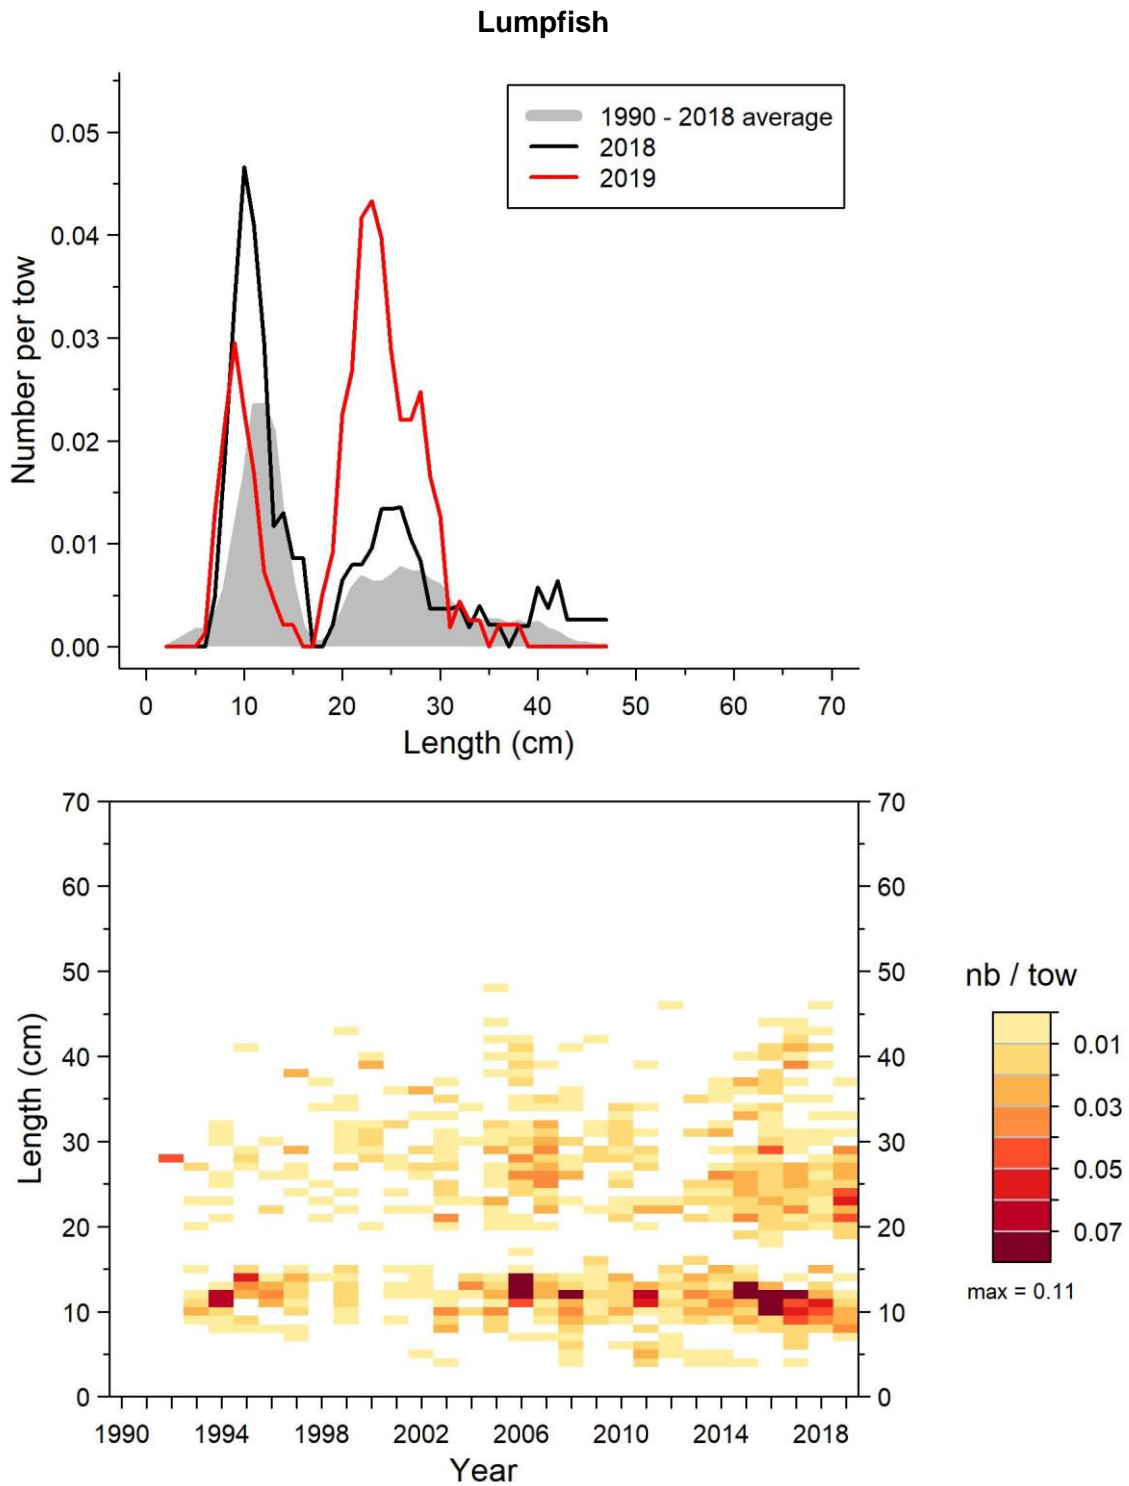 Lumpfish
1990 - 2018 average
2018
2019
Number per tow
0.05
0.04
0.03
0.02
0.01
0.00
0 10 20 30 40 50 60 70
Length (cm)
Length (cm)
70 70
60 60
50 50
40 40
30 30
20 20
10 10
0 0
1990 1994 1998 2002 2006 2010 2014 2018
Year
nb / tow
0.01
0.03
0.05
0.07
max = 0.11